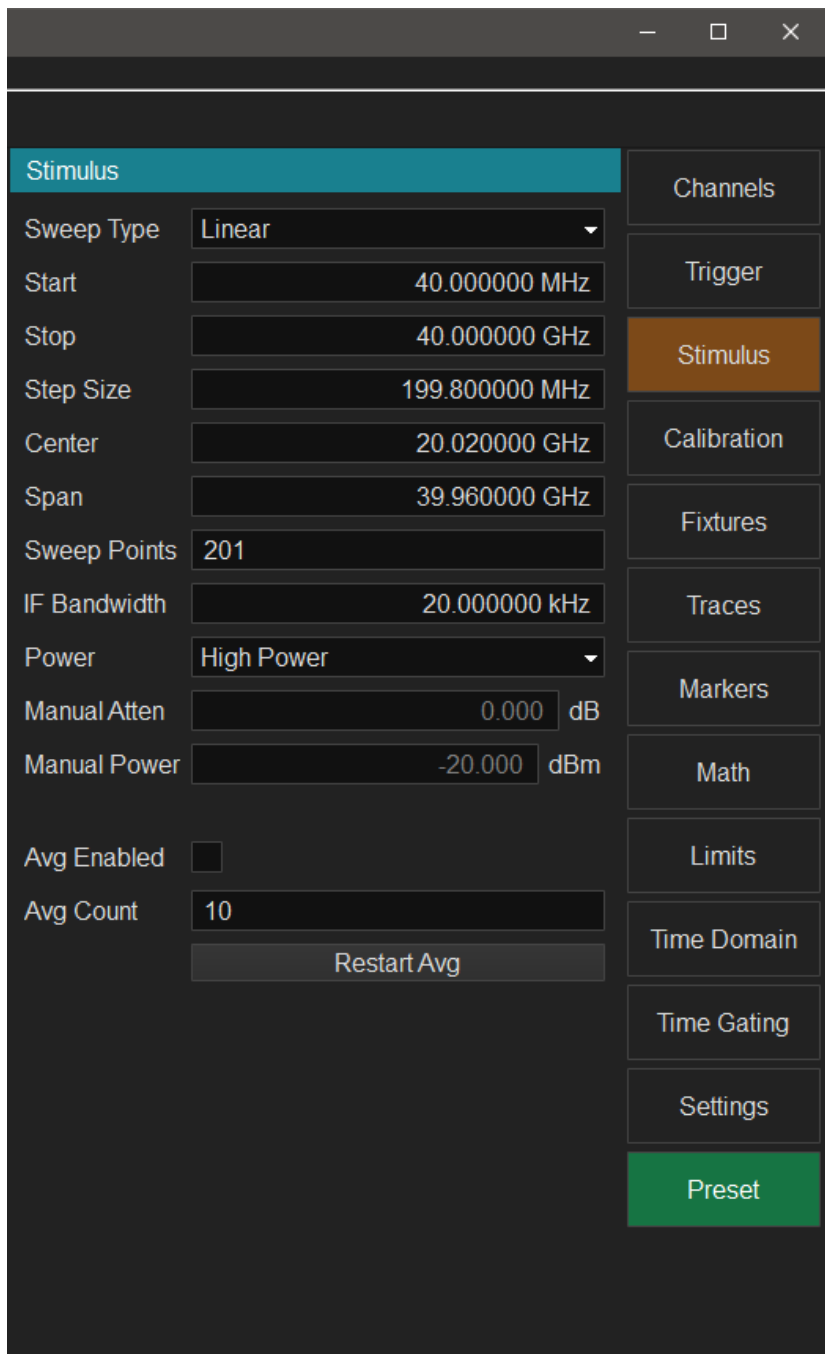 Stimulus
Sweep Type Linear
Start 40.000000 MHz
Stop 40.000000 GHz
Step Size 199.800000 MHz
Center 20.020000 GHz
Span 39.960000 GHz
Sweep Points 201
IF Bandwidth 20.000000 kHz
Power High Power
Manual Atten 0.000 dB
Manual Power -20.000 dBm
Avg Enabled
Avg Count 10
Restart Avg
Channels
Trigger
Stimulus
Calibration
Fixtures
Traces
Markers
Math
Limits
Time Domain
Time Gating
Settings
Preset